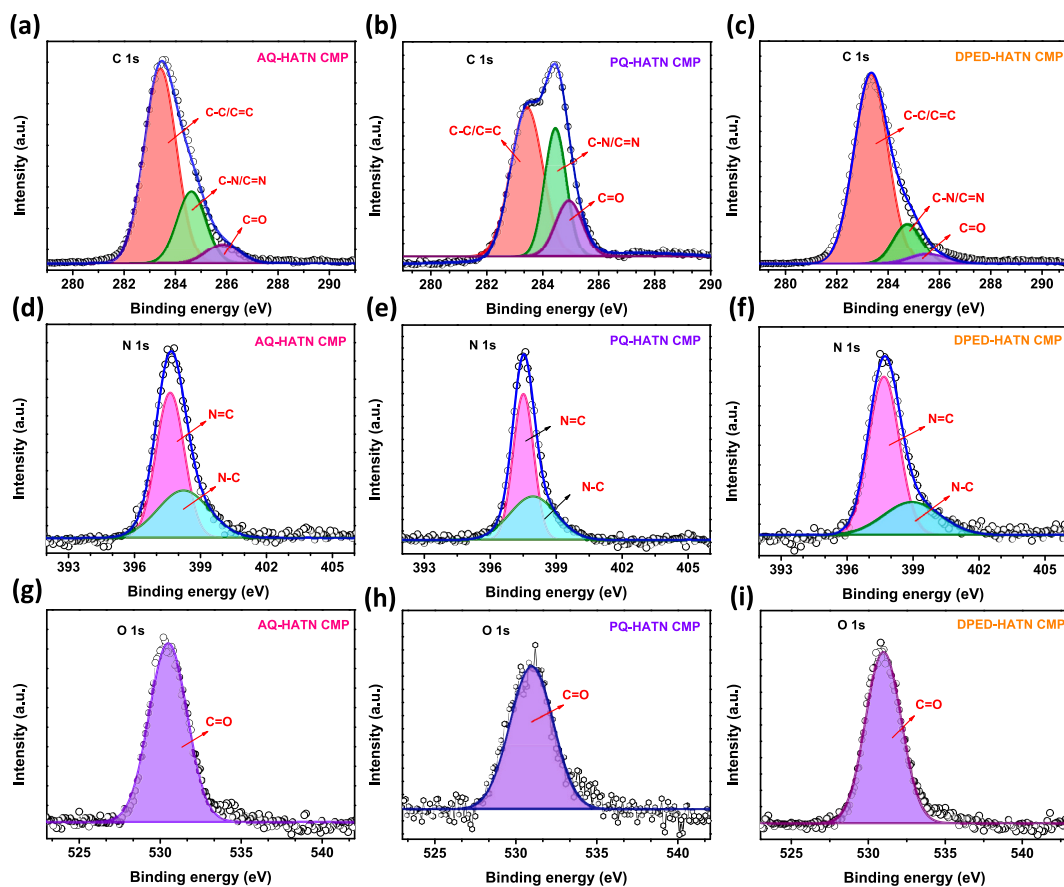 (a)
C 1s
AQ-HATN CMP
C-C/C=C
C-N/C=N
C=O
Intensity (a.u.)
280 282 284 286 288 290
Binding energy (eV)
(b)
C 1s
PQ-HATN CMP
C-C/C=C
C-N/C=N
C=O
Intensity (a.u.)
280 282 284 286 288 290
Binding energy (eV)
(c)
C 1s
DPED-HATN CMP
C-C/C=C
C-N/C=N
C=O
Intensity (a.u.)
280 282 284 286 288 290
Binding energy (eV)
(d)
N 1s
AQ-HATN CMP
N=C
N-C
Intensity (a.u.)
393 396 399 402 405
Binding energy (eV)
(e)
N 1s
PQ-HATN CMP
N=C
N-C
Intensity (a.u.)
393 396 399 402 405
Binding energy (eV)
(f)
N 1s
DPED-HATN CMP
N=C
N-C
Intensity (a.u.)
393 396 399 402 405
Binding energy (eV)
(g)
O 1s
AQ-HATN CMP
C=O
Intensity (a.u.)
525 530 535 540
Binding energy (eV)
(h)
O 1s
PQ-HATN CMP
C=O
Intensity (a.u.)
525 530 535 540
Binding energy (eV)
(i)
O 1s
DPED-HATN CMP
C=O
Intensity (a.u.)
525 530 535 540
Binding energy (eV)